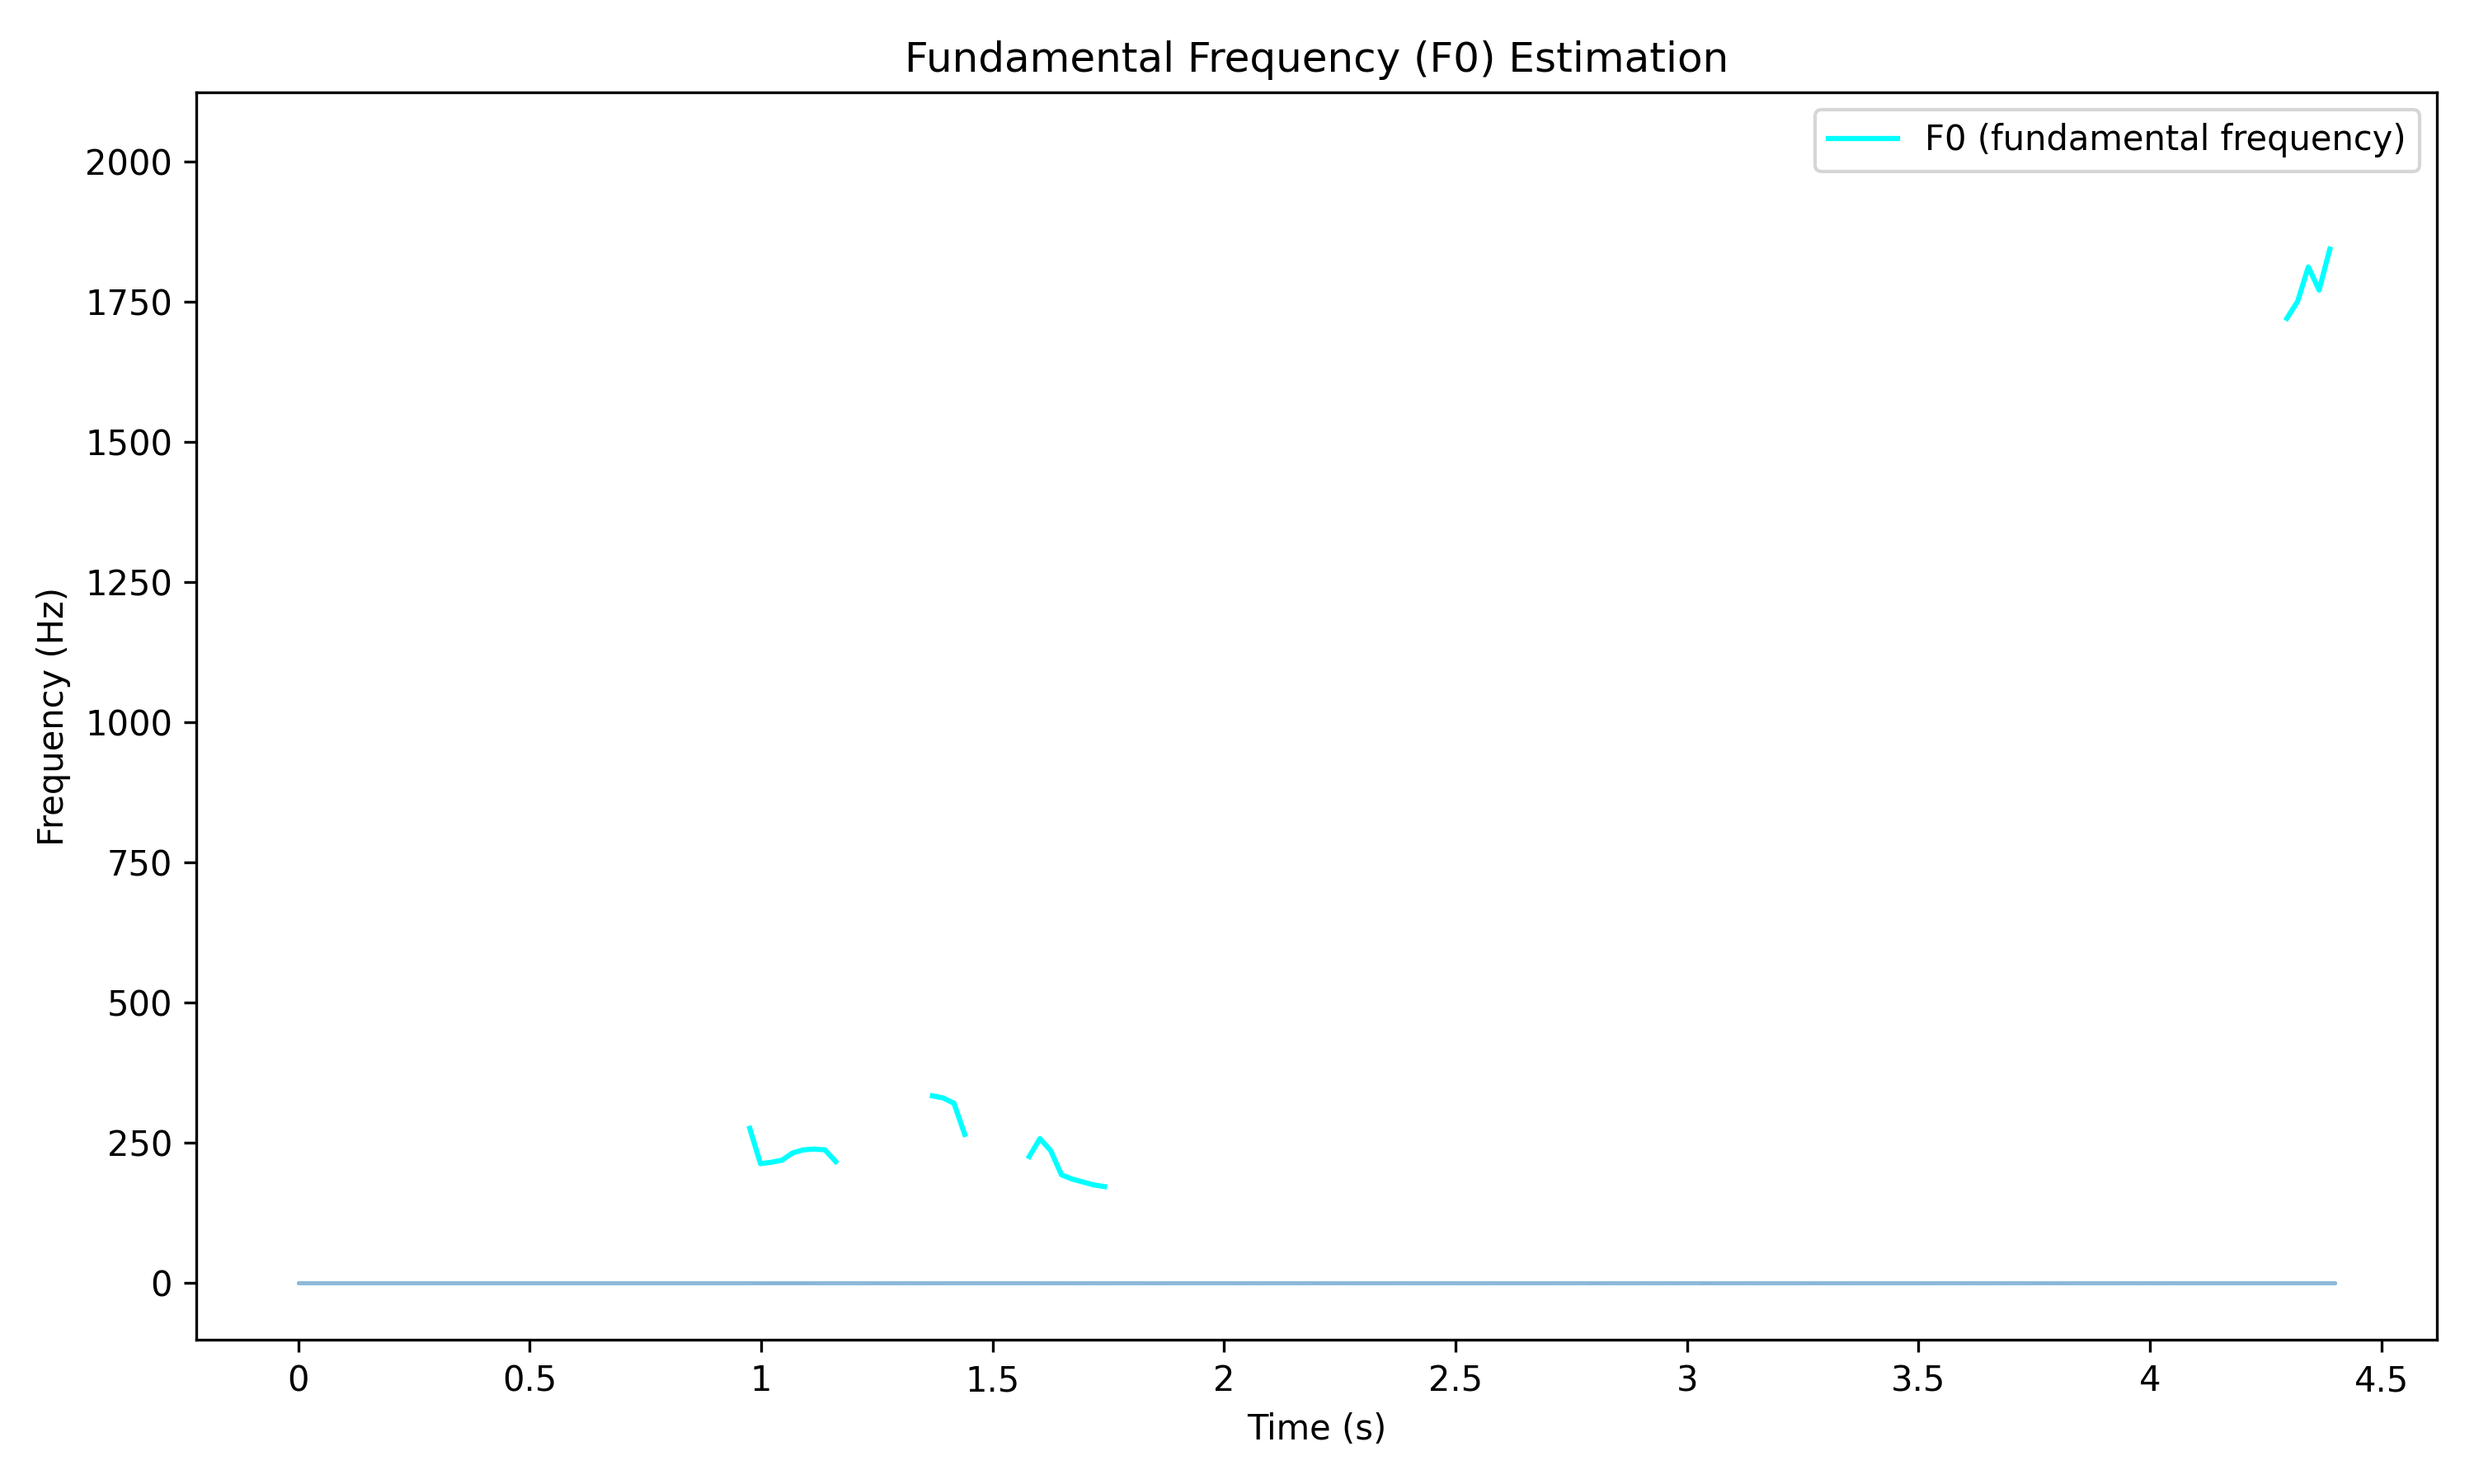 Fundamental Frequency (F0) Estimation
F0 (fundamental frequency)
Frequency (Hz)
2000
1750
1500
1250
1000
750
500
250
0
0 0.5 1 1.5 2 2.5 3 3.5 4 4.5
Time (s)